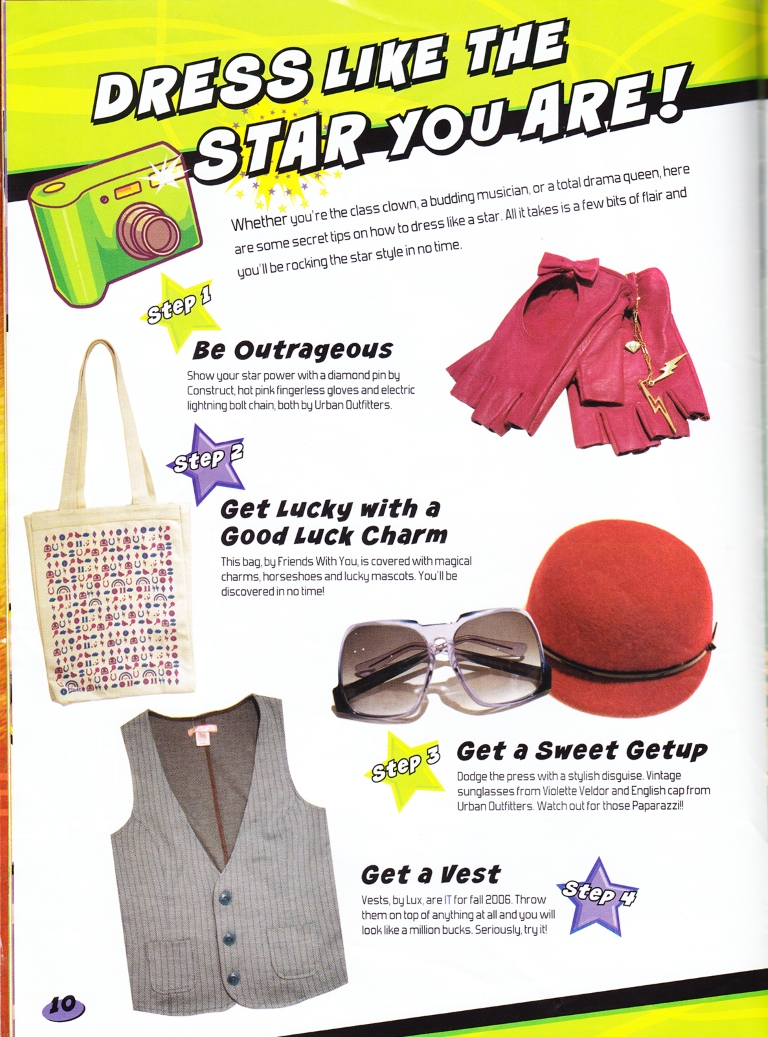 DRESS LIKE THE
STAR YOU ARE!
Whether you're the class clown, a budding musician, or a total drama queen, here
are some secret tips on how to dress like a star. All it takes is a few bits of flair and
you'll be rocking the star style in no time.
Step 1
Be Outrageous
Show your star power with a diamond pin by
Construct, hot pink fingerless gloves and electric
lightning bolt chain, both by Urban Outfitters.
Step 2
Get Lucky with a
Good Luck Charm
This bag, by Friends With You, is covered with magical
charms, horseshoes and lucky mascots. You'll be
discovered in no time!
Step 3
Get a Sweet Getup
Dodge the press with a stylish disguise. Vintage
sunglasses from Violette Veldor and English cap from
Urban Outfitters. Watch out for those Paparazzi!!
Get a Vest
Step 4
Vests, by Lux, are IT for fall 2006. Throw
them on top of anything at all and you will
look like a million bucks. Seriously, try it!
10